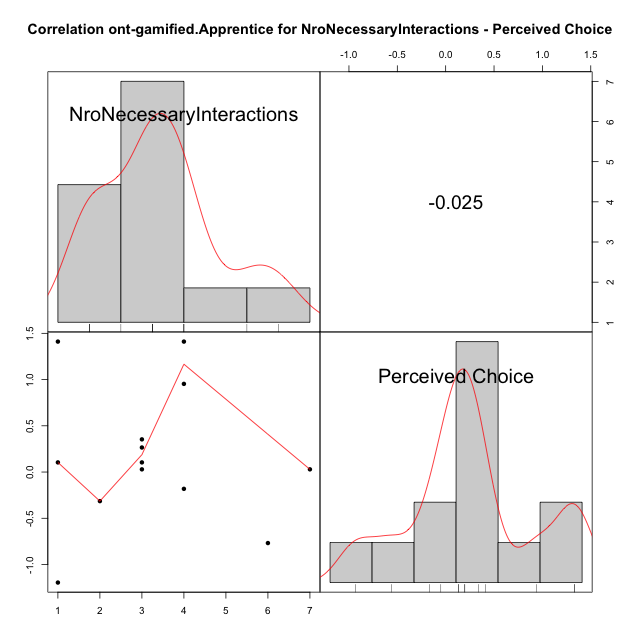 Correlation ont-gamified.Apprentice for NroNecessaryInteractions - Perceived Choice
-1.0 -0.5 0.0 0.5 1.0 1.5
NroNecessaryInteractions
-0.025
7
6
5
4
3
2
1
1.5
1.0
0.5
0.0
-0.5
-1.0
Perceived Choice
1 2 3 4 5 6 7